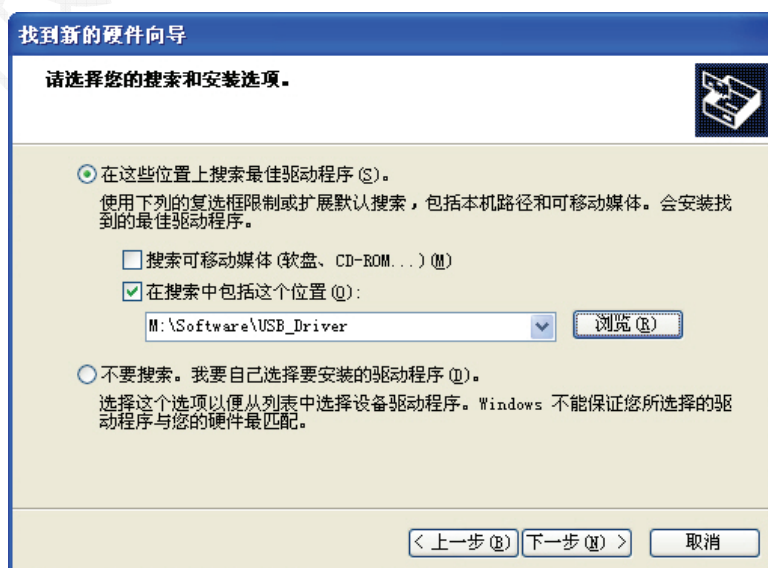 找到新的硬件向导
请选择您的搜索和安装选项。
在这些位置上搜索最佳驱动程序(S)。
使用下列的复选框限制或扩展默认搜索，包括本机路径和可移动媒体。会安装找
到的最佳驱动程序。
搜索可移动媒体(软盘、CD-ROM...)(M)
在搜索中包括这个位置(O):
M:\Software\USB_Driver
浏览(R)
不要搜索。我要自己选择要安装的驱动程序(D)。
选择这个选项以便从列表中选择设备驱动程序。Windows 不能保证您所选择的驱
动程序与您的硬件最匹配。
< 上一步(B) 下一步(N) > 取消